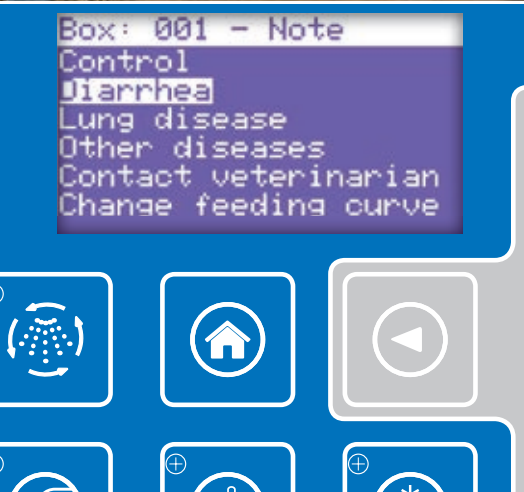 Box: 001 - Note
Control
Diarrhea
Lung disease
Other diseases
Contact veterinarian
Change feeding curve